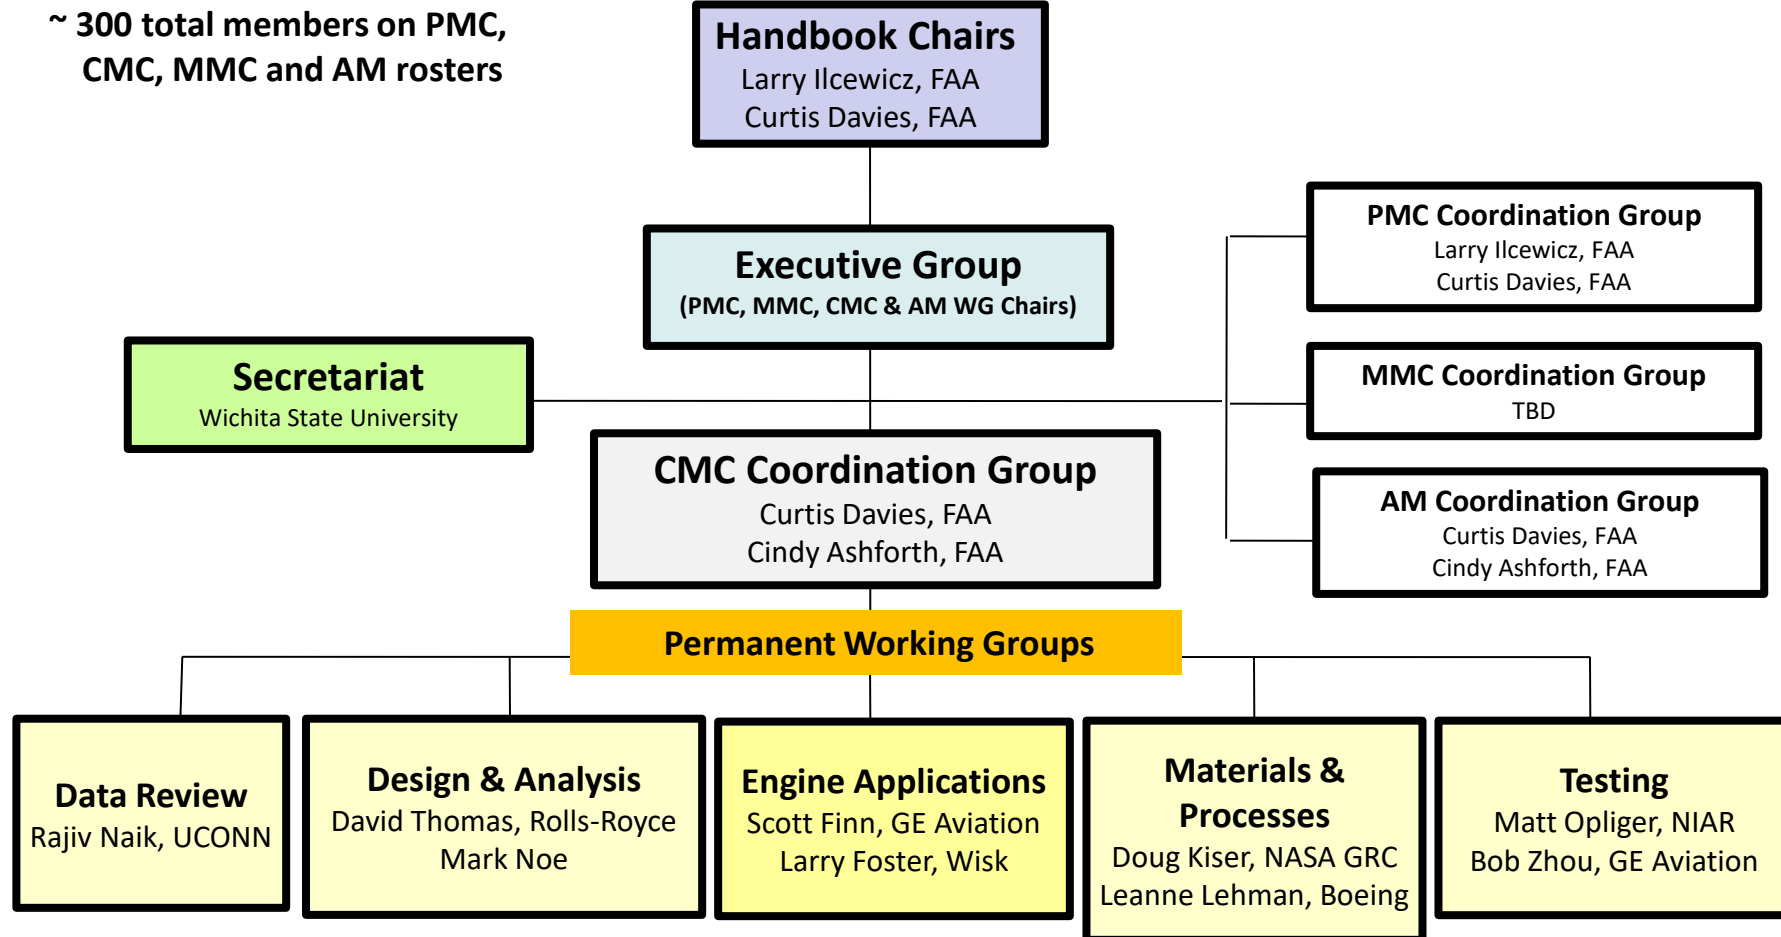 ~ 300 total members on PMC,
CMC, MMC and AM rosters
Handbook Chairs
Larry Ilcewicz, FAA
Curtis Davies, FAA
Executive Group
(PMC, MMC, CMC & AM WG Chairs)
PMC Coordination Group
Larry Ilcewicz, FAA
Curtis Davies, FAA
Secretariat
Wichita State University
MMC Coordination Group
TBD
CMC Coordination Group
Curtis Davies, FAA
Cindy Ashforth, FAA
AM Coordination Group
Curtis Davies, FAA
Cindy Ashforth, FAA
Permanent Working Groups
Data Review
Rajiv Naik, UCONN
Design & Analysis
David Thomas, Rolls-Royce
Mark Noe
Engine Applications
Scott Finn, GE Aviation
Larry Foster, Wisk
Materials &
Processes
Doug Kiser, NASA GRC
Leanne Lehman, Boeing
Testing
Matt Opliger, NIAR
Bob Zhou, GE Aviation